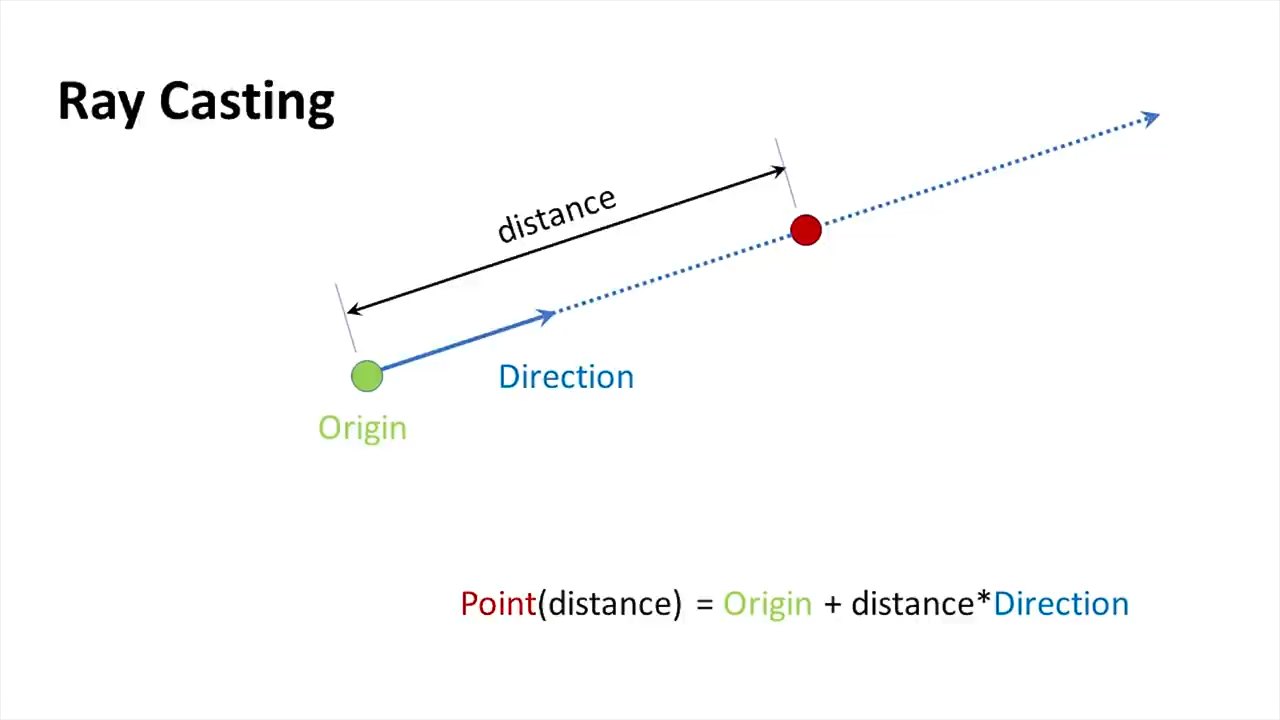 Ray Casting
distance
Direction
Origin
Point(distance) = Origin + distance*Direction